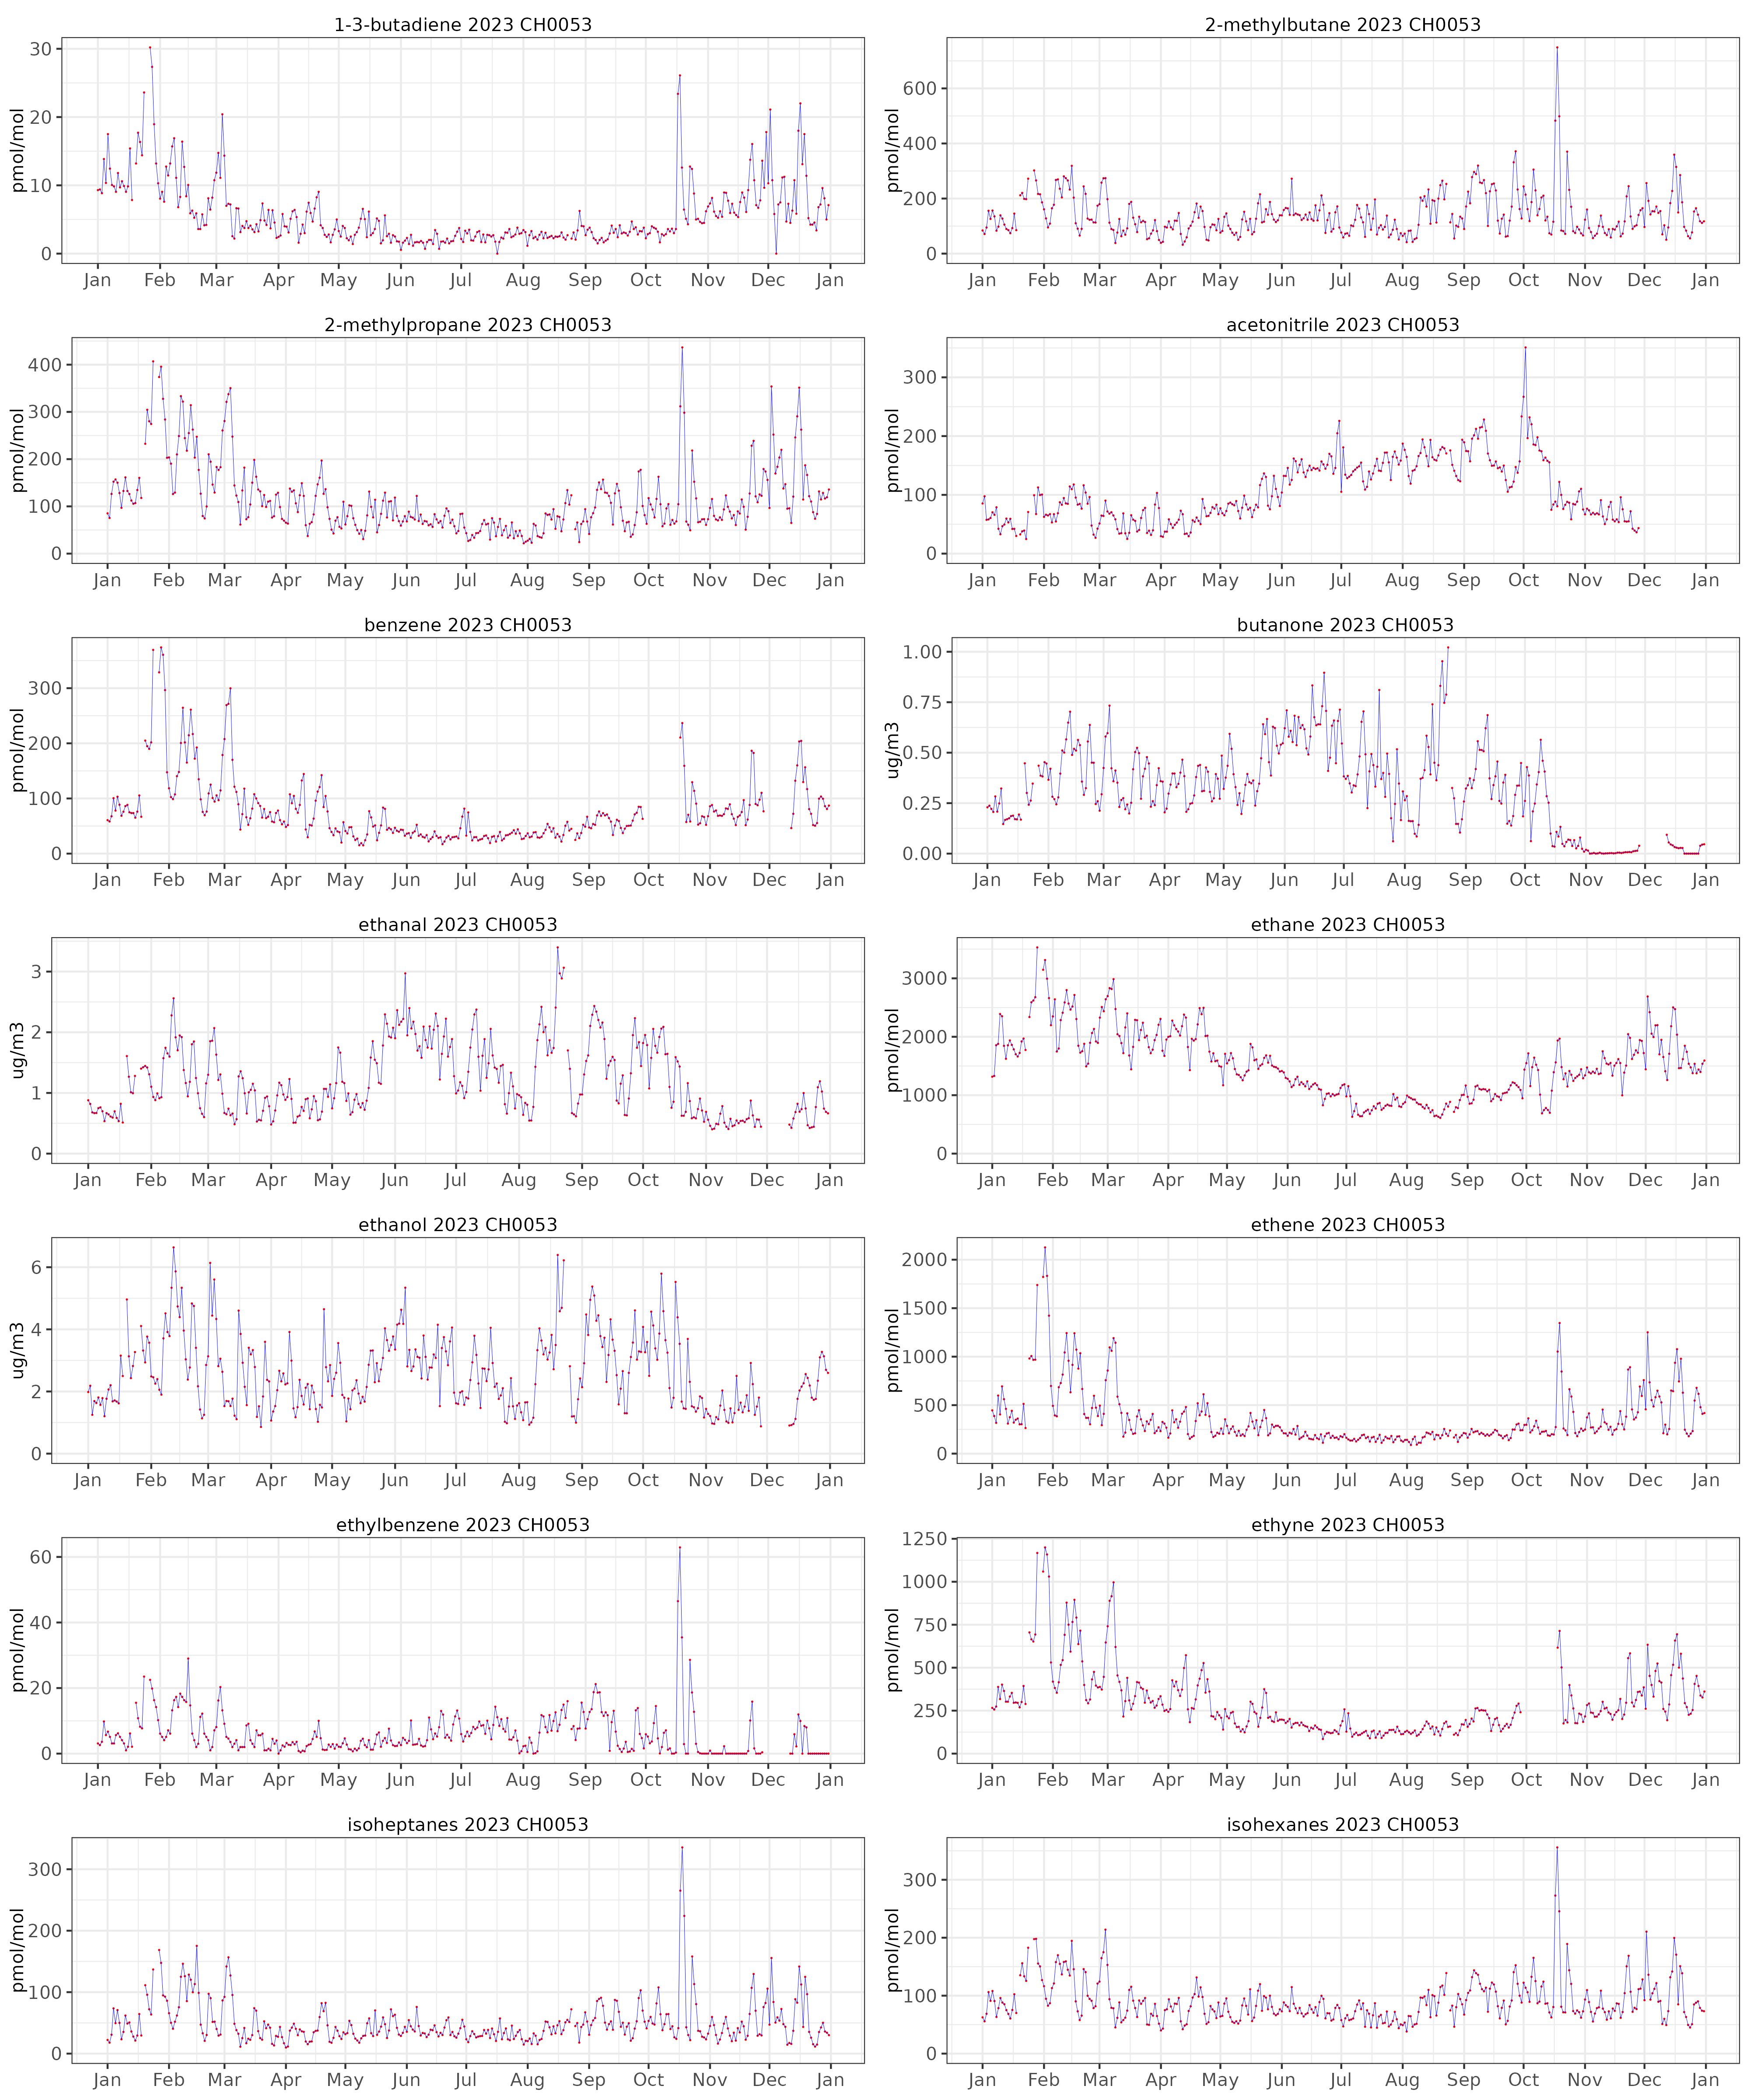 1-3-butadiene 2023 CH0053
pmol/mol
30
20
10
0
Jan Feb Mar Apr May Jun Jul Aug Sep Oct Nov Dec Jan
2-methylbutane 2023 CH0053
pmol/mol
600
400
200
0
Jan Feb Mar Apr May Jun Jul Aug Sep Oct Nov Dec Jan
2-methylpropane 2023 CH0053
pmol/mol
400
300
200
100
0
Jan Feb Mar Apr May Jun Jul Aug Sep Oct Nov Dec Jan
acetonitrile 2023 CH0053
pmol/mol
300
200
100
0
Jan Feb Mar Apr May Jun Jul Aug Sep Oct Nov Dec Jan
benzene 2023 CH0053
pmol/mol
300
200
100
0
Jan Feb Mar Apr May Jun Jul Aug Sep Oct Nov Dec Jan
butanone 2023 CH0053
ug/m3
1.00
0.75
0.50
0.25
0.00
Jan Feb Mar Apr May Jun Jul Aug Sep Oct Nov Dec Jan
ethanal 2023 CH0053
ug/m3
3
2
1
0
Jan Feb Mar Apr May Jun Jul Aug Sep Oct Nov Dec Jan
ethane 2023 CH0053
pmol/mol
3000
2000
1000
0
Jan Feb Mar Apr May Jun Jul Aug Sep Oct Nov Dec Jan
ethanol 2023 CH0053
ug/m3
6
4
2
0
Jan Feb Mar Apr May Jun Jul Aug Sep Oct Nov Dec Jan
ethene 2023 CH0053
pmol/mol
2000
1500
1000
500
0
Jan Feb Mar Apr May Jun Jul Aug Sep Oct Nov Dec Jan
ethylbenzene 2023 CH0053
pmol/mol
60
40
20
0
Jan Feb Mar Apr May Jun Jul Aug Sep Oct Nov Dec Jan
ethyne 2023 CH0053
pmol/mol
1250
1000
750
500
250
0
Jan Feb Mar Apr May Jun Jul Aug Sep Oct Nov Dec Jan
isoheptanes 2023 CH0053
pmol/mol
300
200
100
0
Jan Feb Mar Apr May Jun Jul Aug Sep Oct Nov Dec Jan
isohexanes 2023 CH0053
pmol/mol
300
200
100
0
Jan Feb Mar Apr May Jun Jul Aug Sep Oct Nov Dec Jan